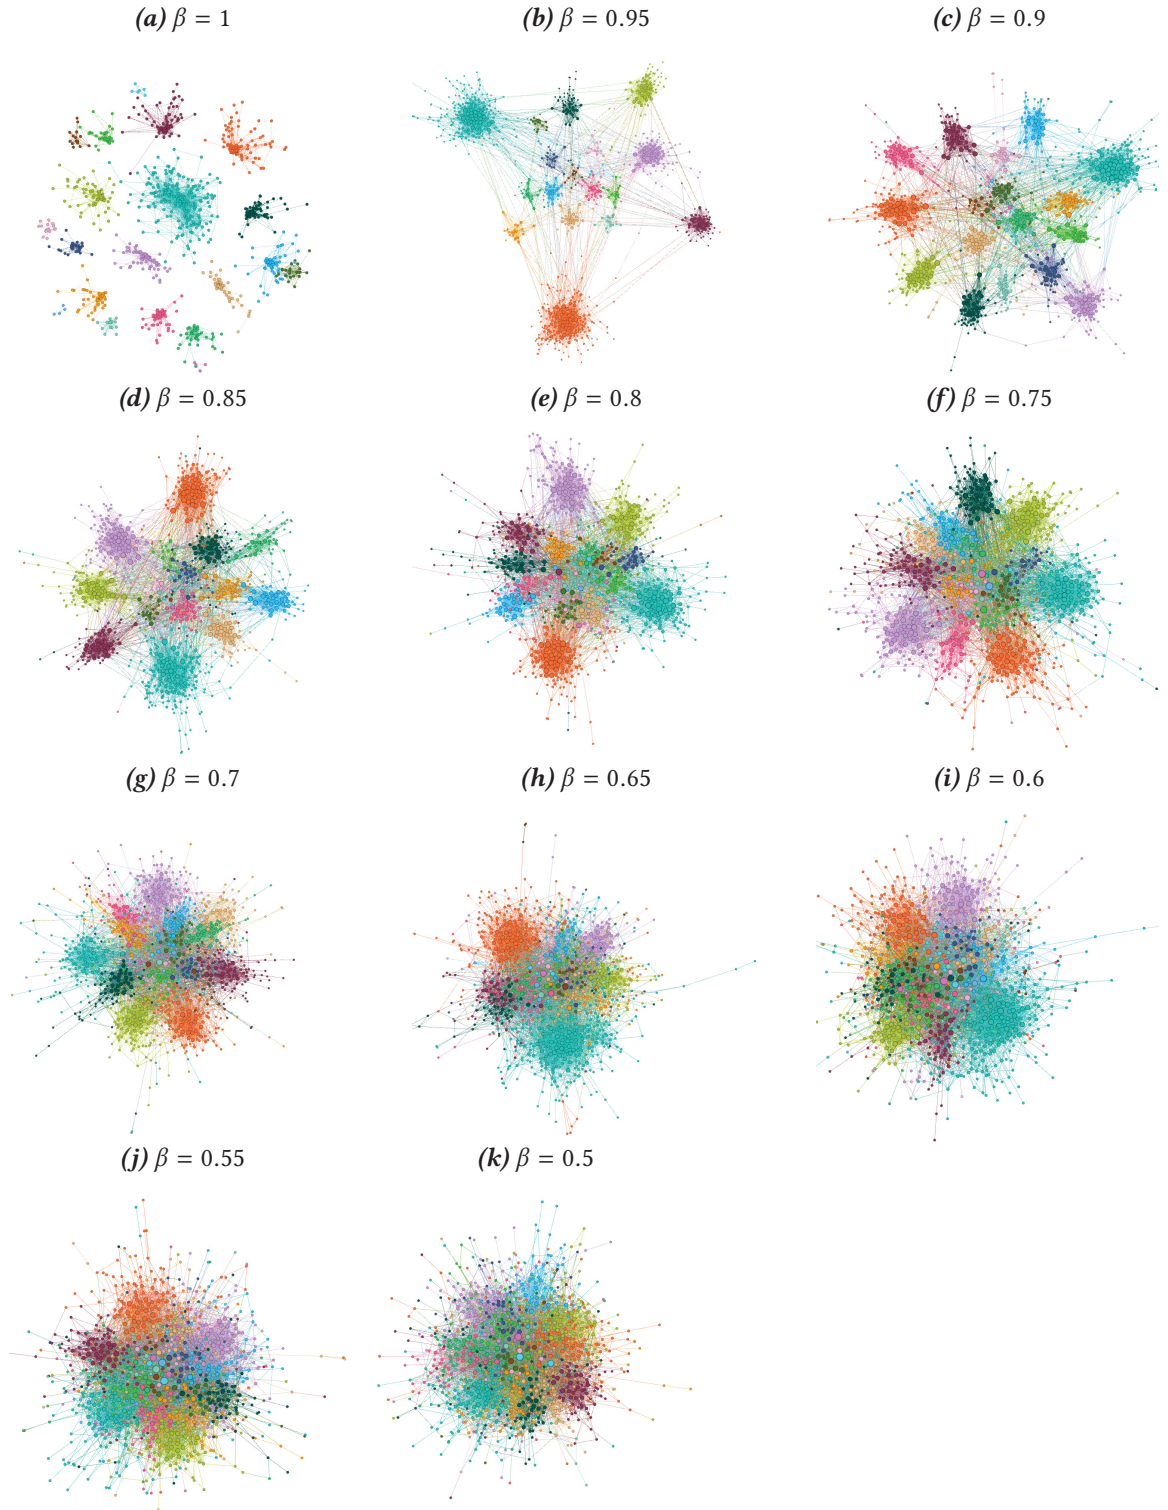 (a) β = 1
(b) β = 0.95
(c) β = 0.9
(d) β = 0.85
(e) β = 0.8
(f) β = 0.75
(g) β = 0.7
(h) β = 0.65
(i) β = 0.6
(j) β = 0.55
(k) β = 0.5